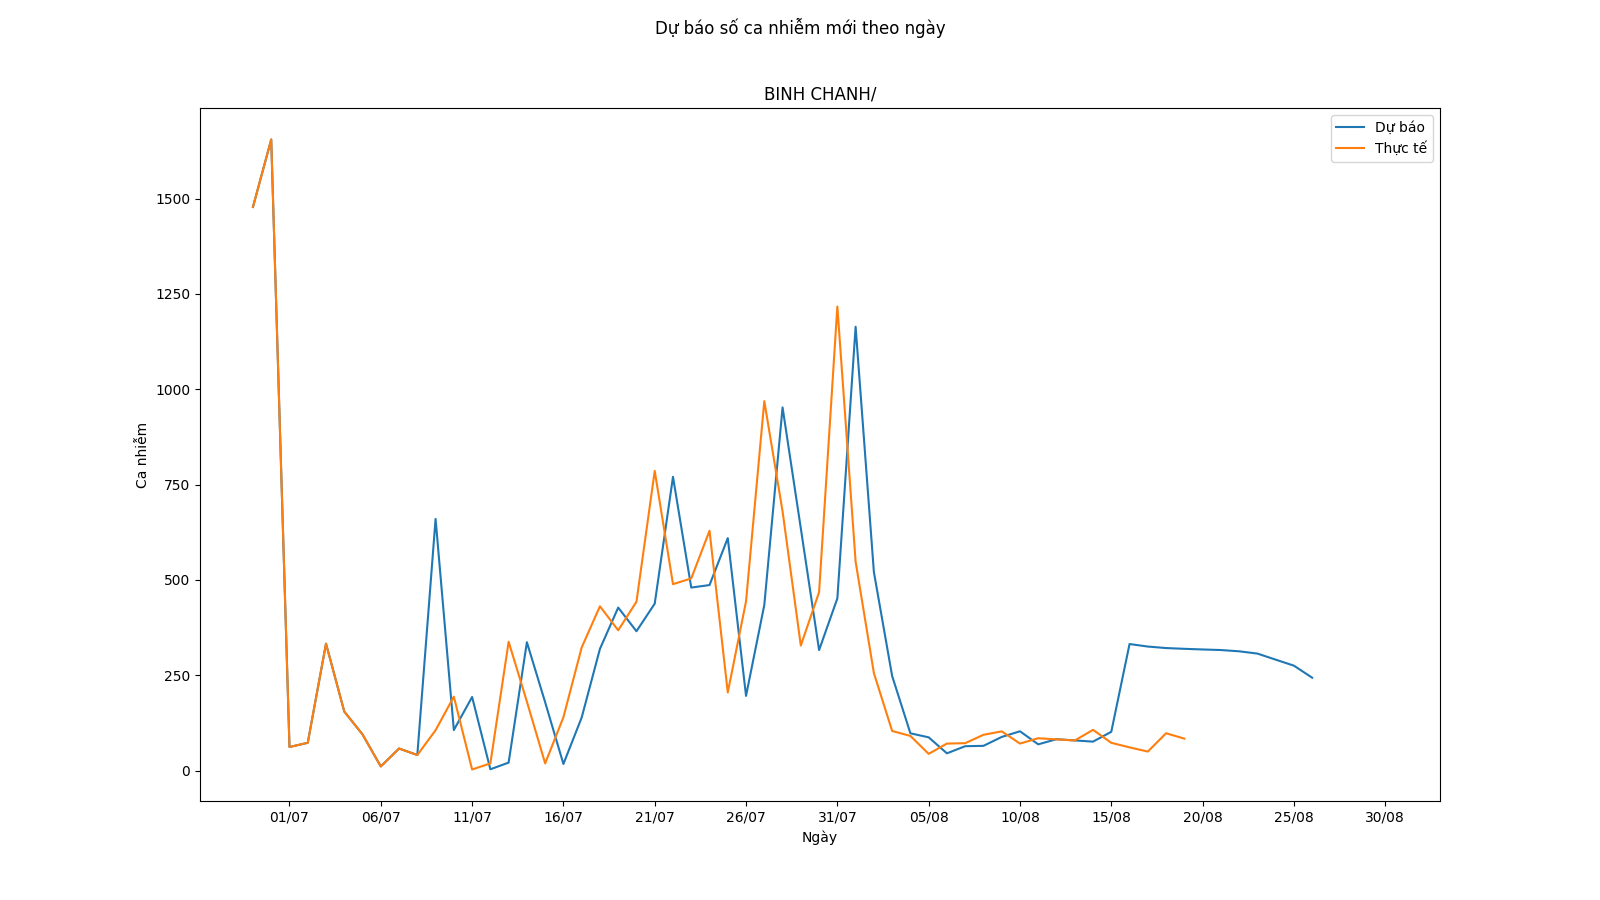 Dự báo số ca nhiễm mới theo ngày
BINH CHANH/
Dự báo
Thực tế
1500
1250
1000
750
500
250
0
Ca nhiễm
01/07 06/07 11/07 16/07 21/07 26/07 31/07 05/08 10/08 15/08 20/08 25/08 30/08
Ngày